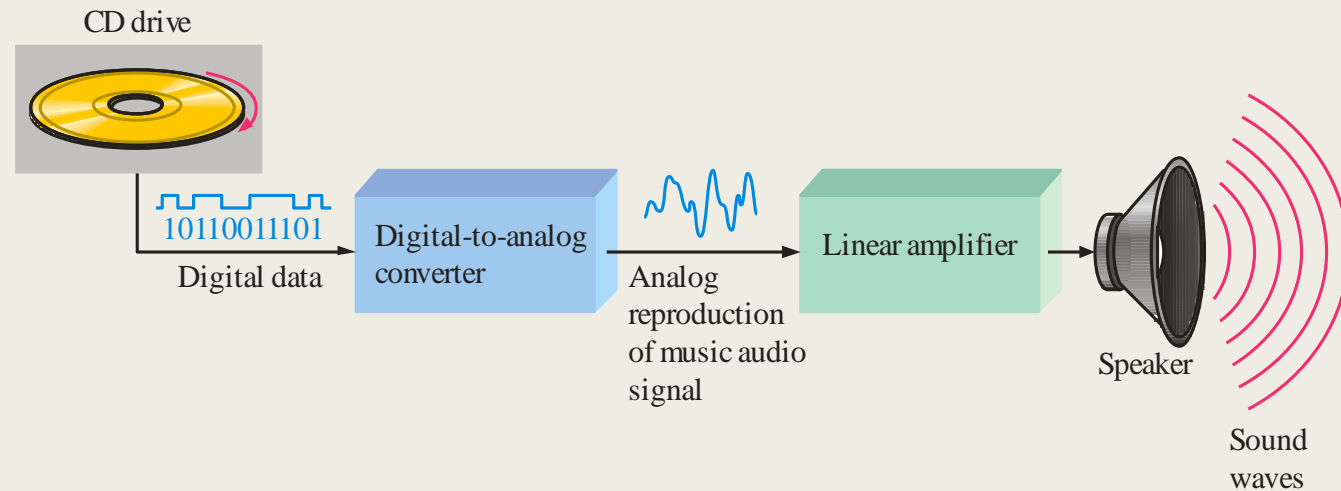 CD drive
10110011101
Digital data
Digital-to-analog
converter
Analog
reproduction
of music audio
signal
Linear amplifier
Speaker
Sound
waves